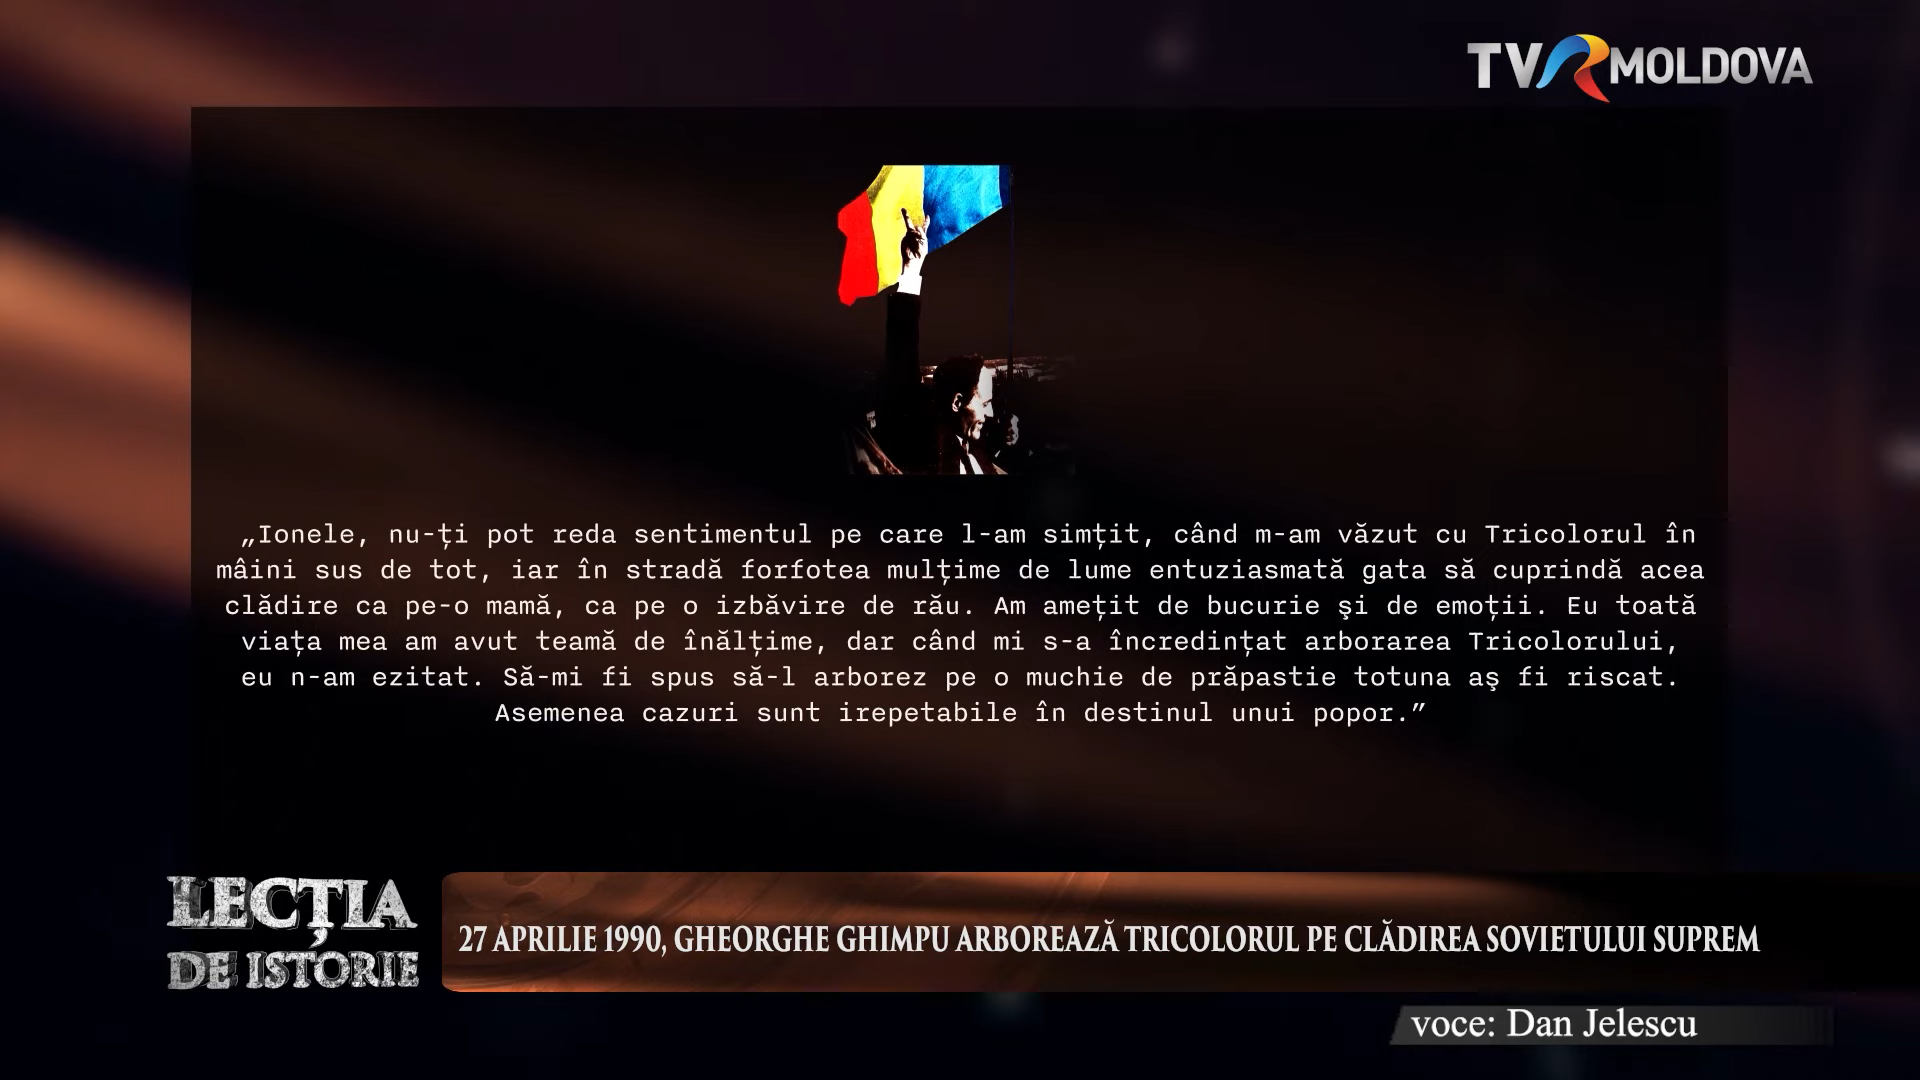 TVR MOLDOVA
„Ionele, nu-ți pot reda sentimentul pe care l-am simțit, când m-am văzut cu Tricolorul în
mâini sus de tot, iar în stradă forfotea mulțime de lume entuziasmată gata să cuprindă acea
clădire ca pe-o mamă, ca pe o izbăvire de rău. Am amețit de bucurie şi de emoții. Eu toată
viața mea am avut teamă de înălțime, dar când mi s-a încredințat arborarea Tricolorului,
eu n-am ezitat. Să-mi fi spus să-l arborez pe o muchie de prăpastie totuna aş fi riscat.
Asemenea cazuri sunt irepetabile în destinul unui popor.”
LECȚIA
DE ISTORIE
27 APRILIE 1990, GHEORGHE GHIMPU ARBOREAZĂ TRICOLORUL PE CLĂDIREA SOVIETULUI SUPREM
voce: Dan Jelescu